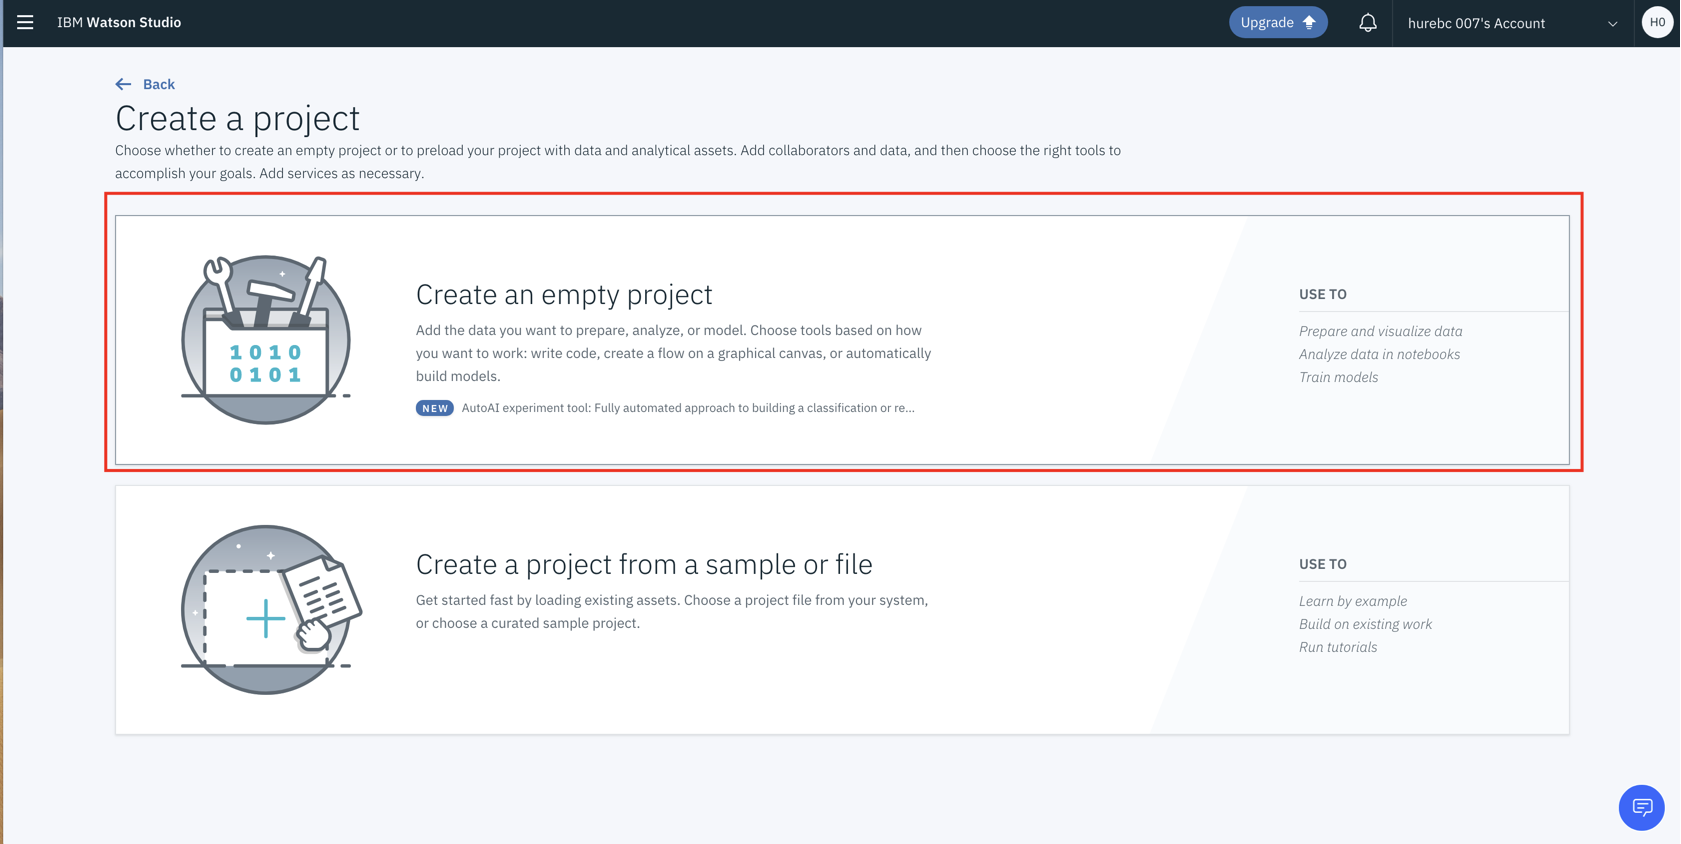 IBM Watson Studio
Upgrade
hurebc 007's Account
H0
Back
Create a project
Choose whether to create an empty project or to preload your project with data and analytical assets. Add collaborators and data, and then choose the right tools to
accomplish your goals. Add services as necessary.
Create an empty project
Add the data you want to prepare, analyze, or model. Choose tools based on how
you want to work: write code, create a flow on a graphical canvas, or automatically
build models.
NEW AutoAI experiment tool: Fully automated approach to building a classification or re...
1010
0101
USE TO
Prepare and visualize data
Analyze data in notebooks
Train models
Create a project from a sample or file
Get started fast by loading existing assets. Choose a project file from your system,
or choose a curated sample project.
USE TO
Learn by example
Build on existing work
Run tutorials